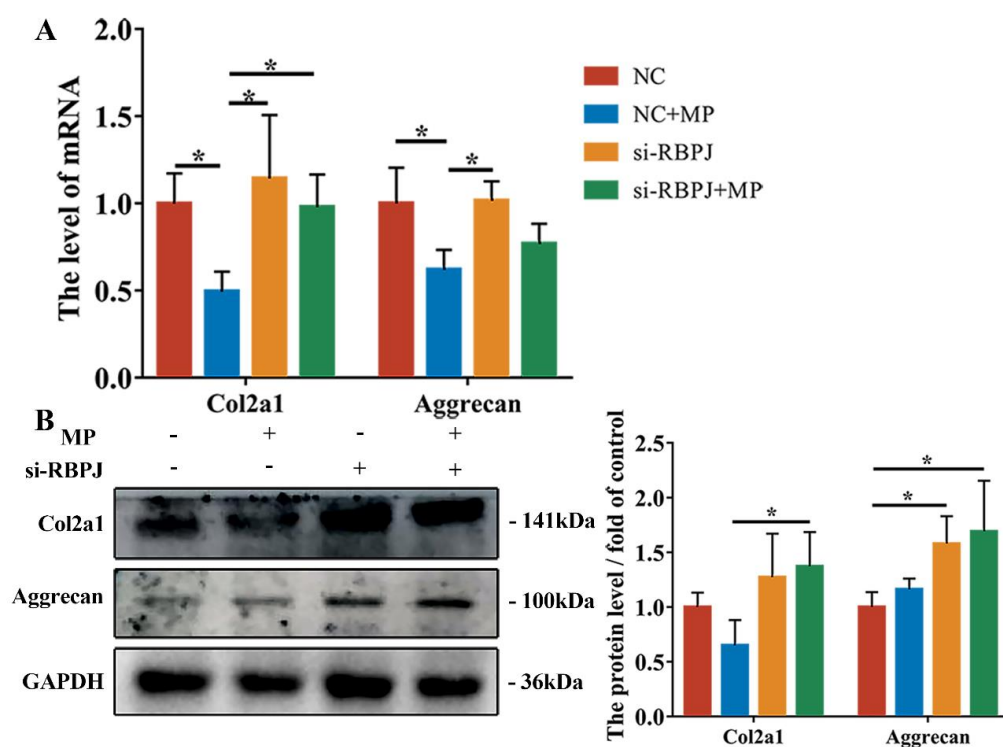 A
The level of mRNA
2.0
1.5
1.0
0.5
0.0
* * * * *
Col2a1 Aggrecan
NC
NC+MP
si-RBPJ
si-RBPJ+MP
B
MP - + - +
si-RBPJ - - + +
Col2a1 - 141kDa
Aggrecan - 100kDa
GAPDH - 36kDa
The protein level / fold of control
2.5
2.0
1.5
1.0
0.5
0.0
* * *
Col2a1 Aggrecan